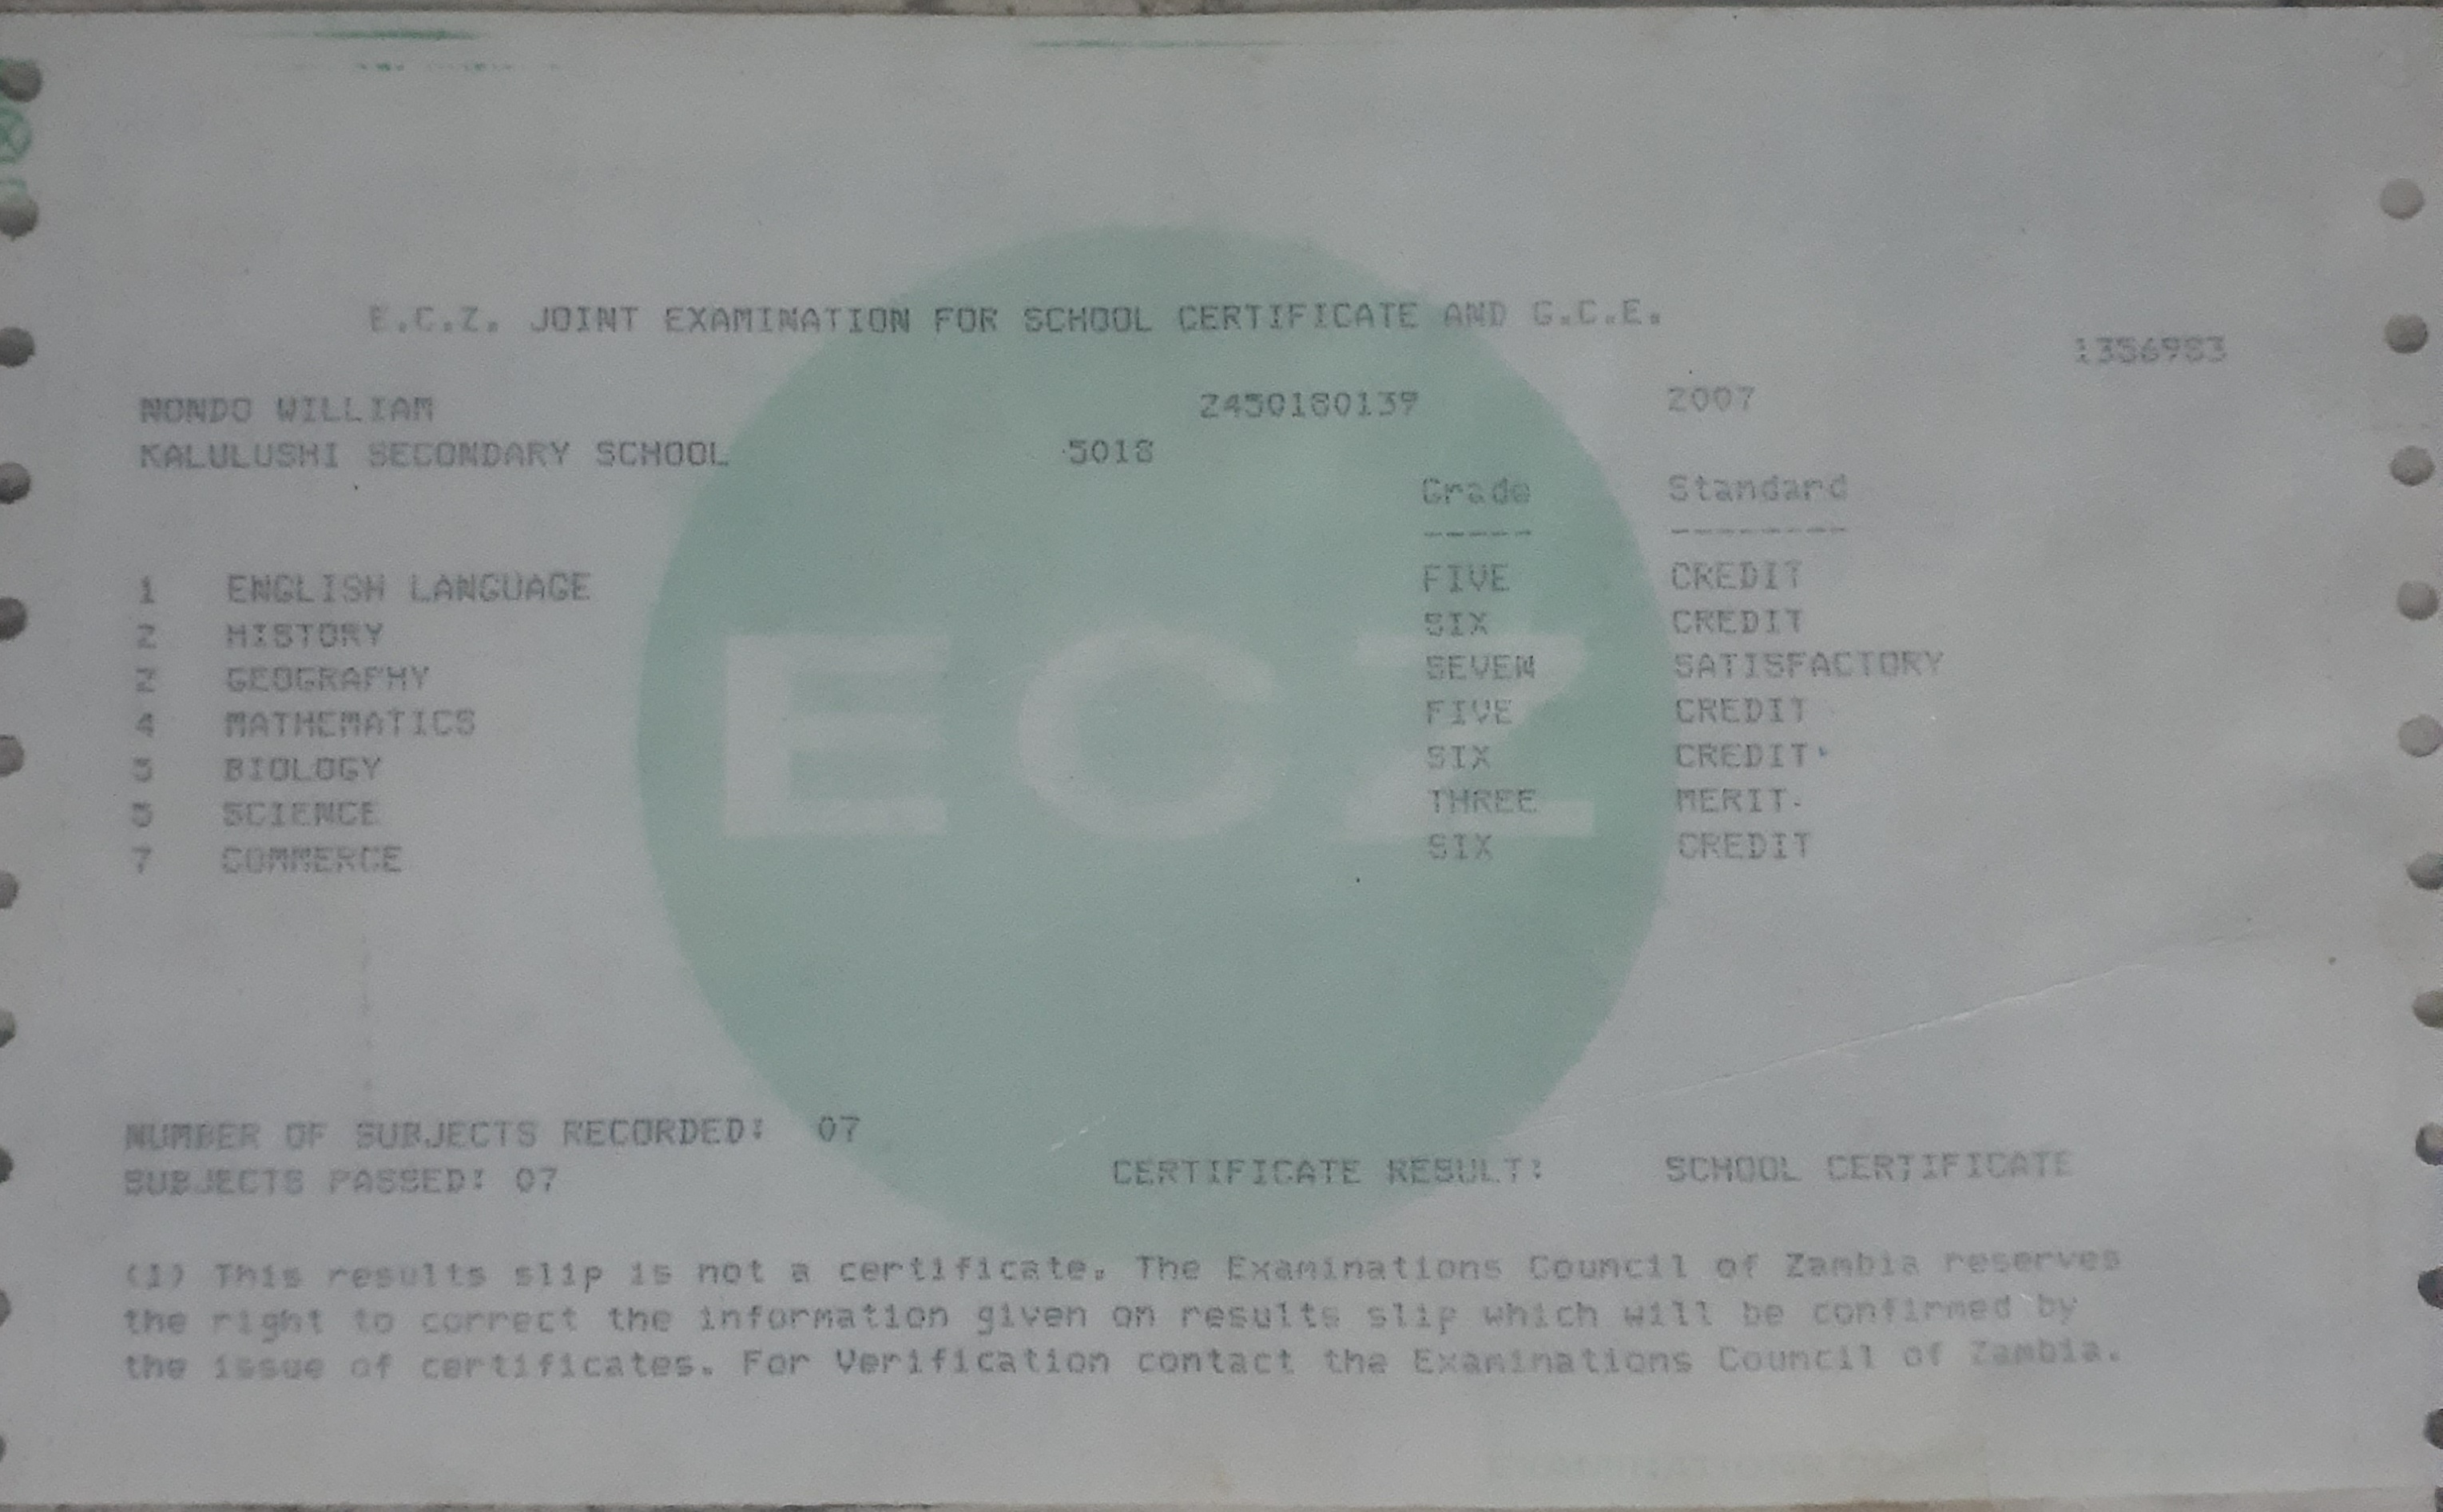 E.C.Z. JOINT EXAMINATION FOR SCHOOL CERTIFICATE AND G.C.E.
1356983
NONDO WILLIAM 2450180139 2007
KALULUSHI SECONDARY SCHOOL 5018
Grade Standard
----- --------
1 ENGLISH LANGUAGE FIVE CREDIT
2 HISTORY SIX CREDIT
2 GEOGRAPHY SEVEN SATISFACTORY
4 MATHEMATICS FIVE CREDIT
5 BIOLOGY SIX CREDIT
5 SCIENCE THREE MERIT
7 COMMERCE SIX CREDIT
ECZ
NUMBER OF SUBJECTS RECORDED: 07
SUBJECTS PASSED: 07 CERTIFICATE RESULT: SCHOOL CERTIFICATE
(1) This results slip is not a certificate. The Examinations Council of Zambia reserves
the right to correct the information given on results slip which will be confirmed by
the issue of certificates. For Verification contact the Examinations Council of Zambia.